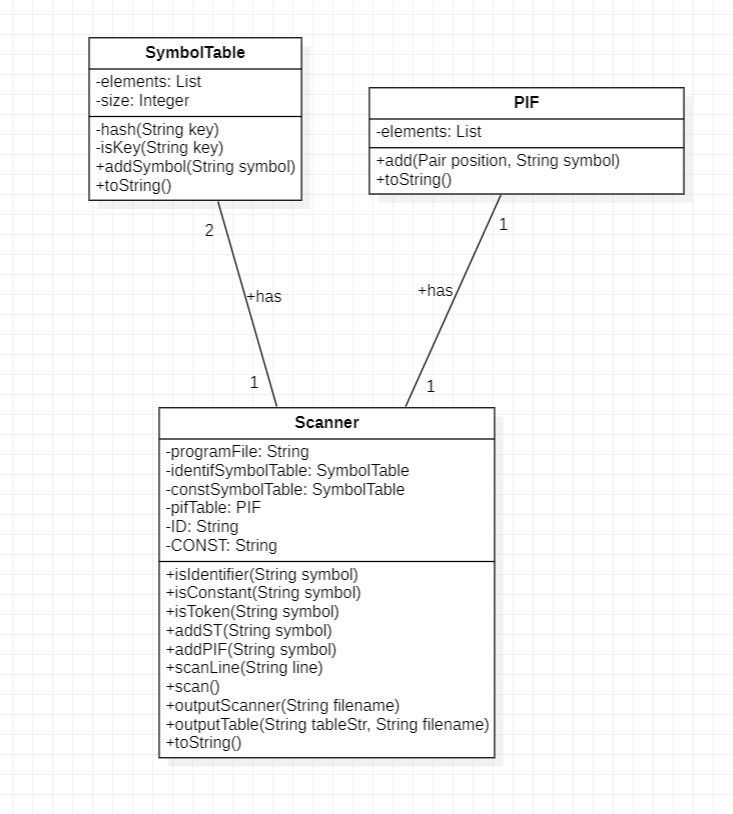 SymbolTable
-elements: List
-size: Integer
-hash(String key)
-isKey(String key)
+addSymbol(String symbol)
+toString()
PIF
-elements: List
+add(Pair position, String symbol)
+toString()
2
1
+has
+has
1
1
Scanner
-programFile: String
-identifSymbolTable: SymbolTable
-constSymbolTable: SymbolTable
-pifTable: PIF
-ID: String
-CONST: String
+isIdentifier(String symbol)
+isConstant(String symbol)
+isToken(String symbol)
+addST(String symbol)
+addPIF(String symbol)
+scanLine(String line)
+scan()
+outputScanner(String filename)
+outputTable(String tableStr, String filename)
+toString()